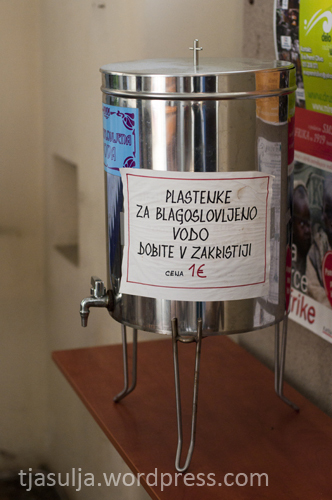 PLASTENKE
ZA BLAGOSLOVLJENO
VODO
DOBITE V ZAKRISTIJI
CENA 1€
tjasulja.wordpress.com